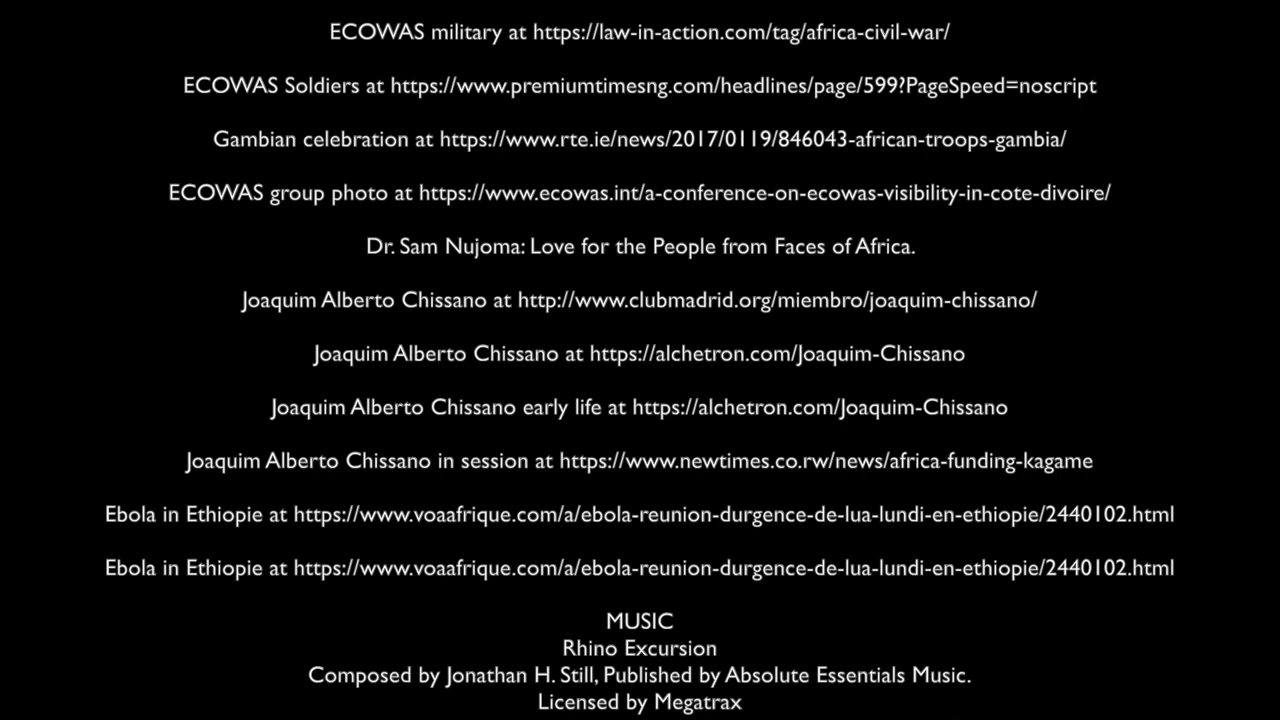 ECOWAS military at https://law-in-action.com/tag/africa-civil-war/
ECOWAS Soldiers at https://www.premiumtimesng.com/headlines/page/599?PageSpeed=noscript
Gambian celebration at https://www.rte.ie/news/2017/0119/846043-african-troops-gambia/
ECOWAS group photo at https://www.ecowas.int/a-conference-on-ecowas-visibility-in-cote-divoire/
Dr. Sam Nujoma: Love for the People from Faces of Africa.
Joaquim Alberto Chissano at http://www.clubmadrid.org/miembro/joaquim-chissano/
Joaquim Alberto Chissano at https://alchetron.com/Joaquim-Chissano
Joaquim Alberto Chissano early life at https://alchetron.com/Joaquim-Chissano
Joaquim Alberto Chissano in session at https://www.newtimes.co.rw/news/africa-funding-kagame
Ebola in Ethiopie at https://www.voaafrique.com/a/ebola-reunion-durgence-de-lua-lundi-en-ethiopie/2440102.html
Ebola in Ethiopie at https://www.voaafrique.com/a/ebola-reunion-durgence-de-lua-lundi-en-ethiopie/2440102.html
MUSIC
Rhino Excursion
Composed by Jonathan H. Still, Published by Absolute Essentials Music.
Licensed by Megatrax